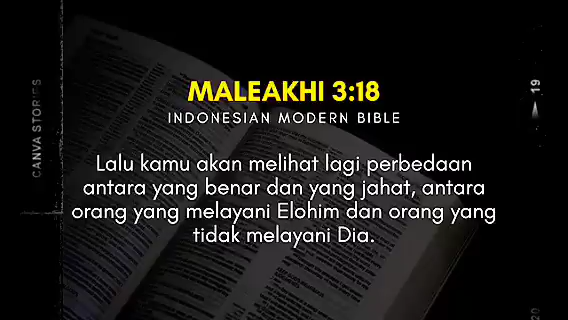 MALEAKHI 3:18
INDONESIAN MODERN BIBLE
Lalu kamu akan melihat lagi perbedaan
antara yang benar dan yang jahat, antara
orang yang melayani Elohim dan orang yang
tidak melayani Dia.
CANVA STORIES
19
20